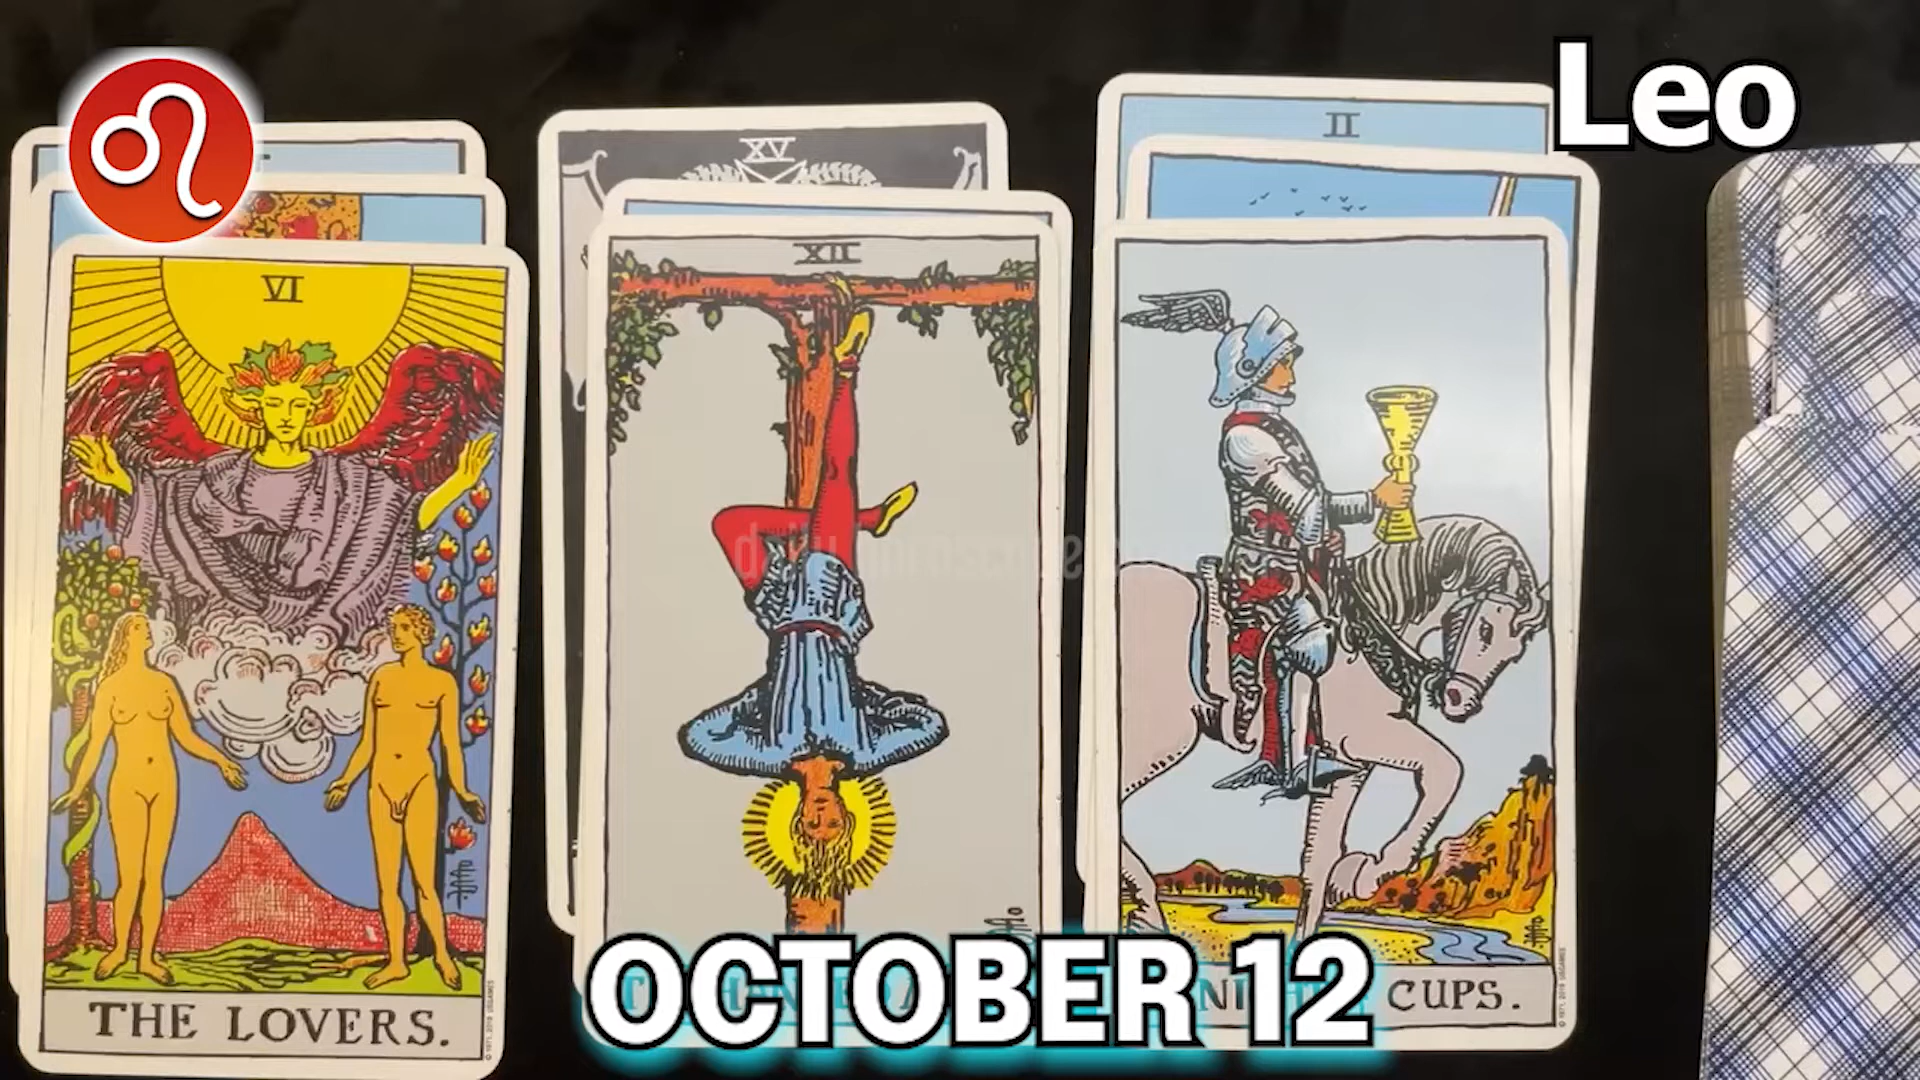 Leo
II
XV
XII
VI
THE LOVERS.
CUPS.
OCTOBER 12